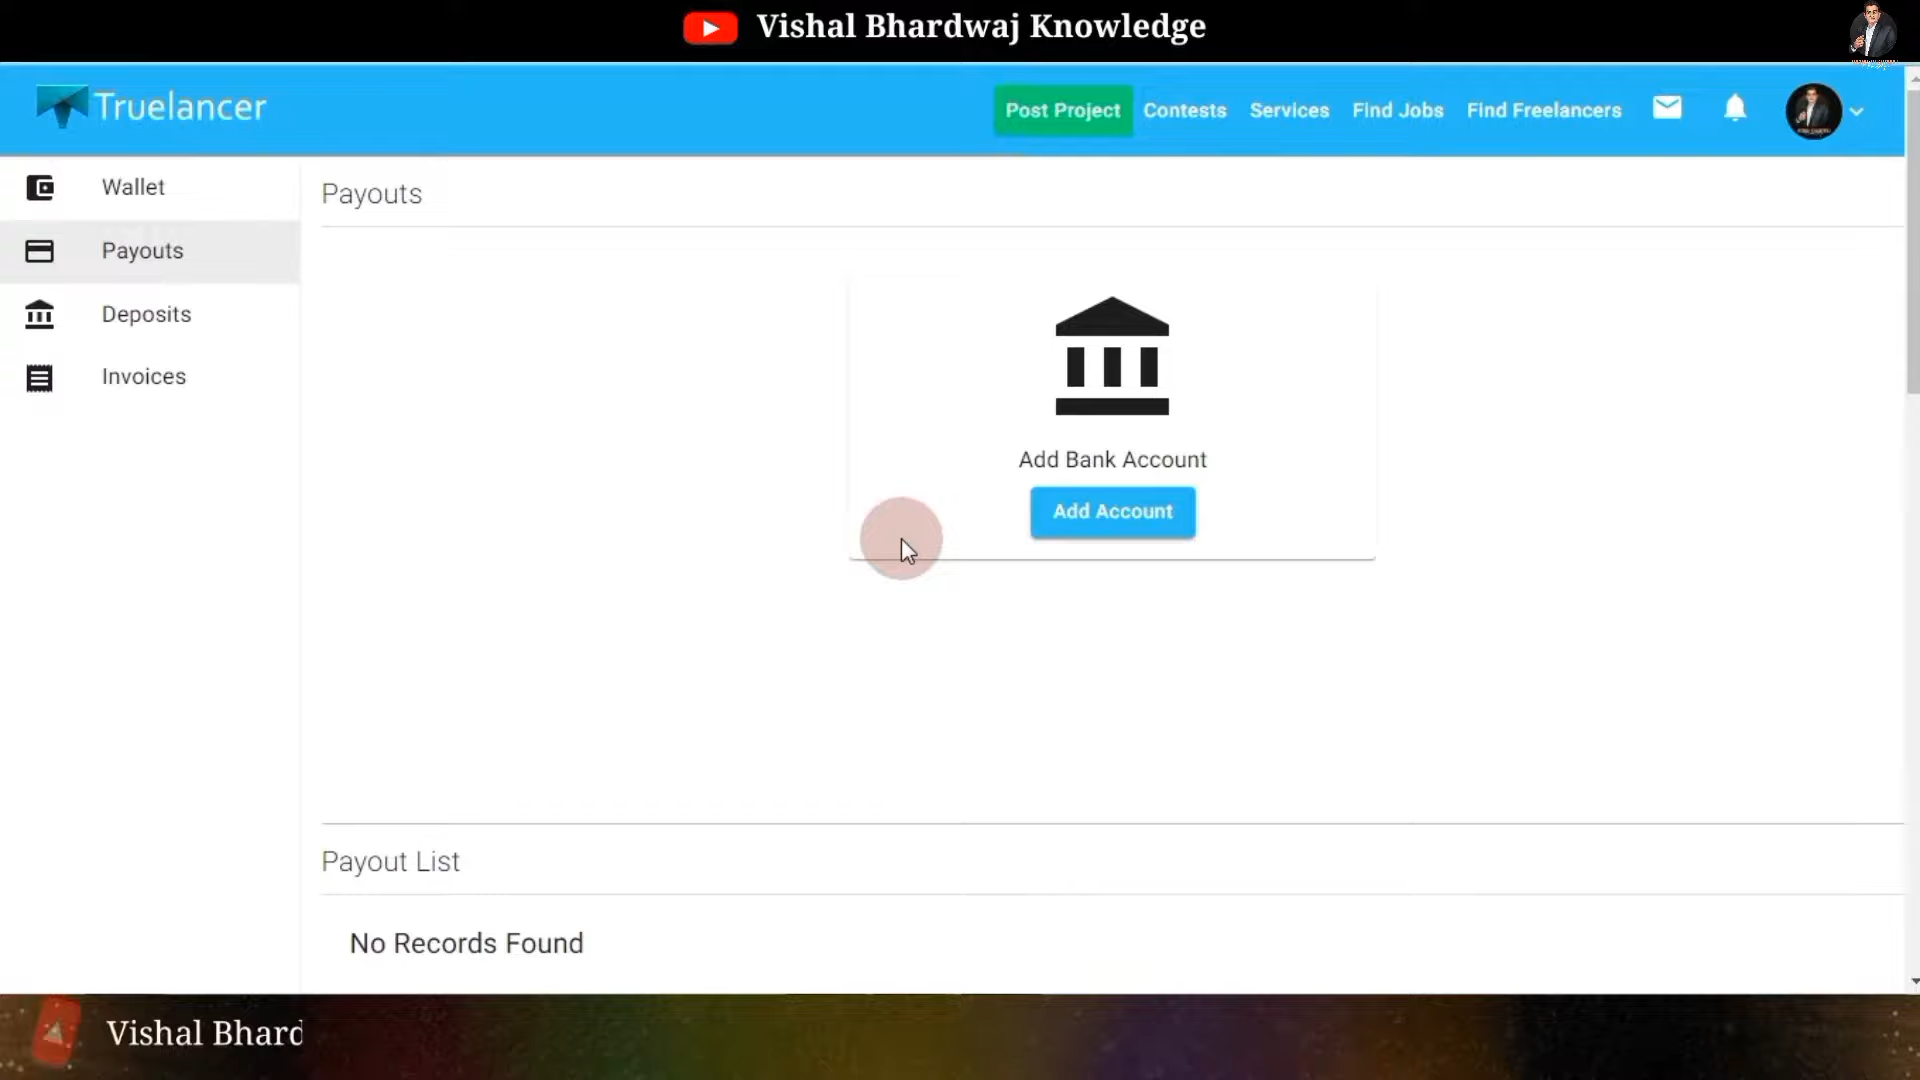 Vishal Bhardwaj Knowledge
Truelancer
Post Project
Contests
Services
Find Jobs
Find Freelancers
Wallet
Payouts
Deposits
Invoices
Payouts
Add Bank Account
Add Account
Payout List
No Records Found
Vishal Bhard